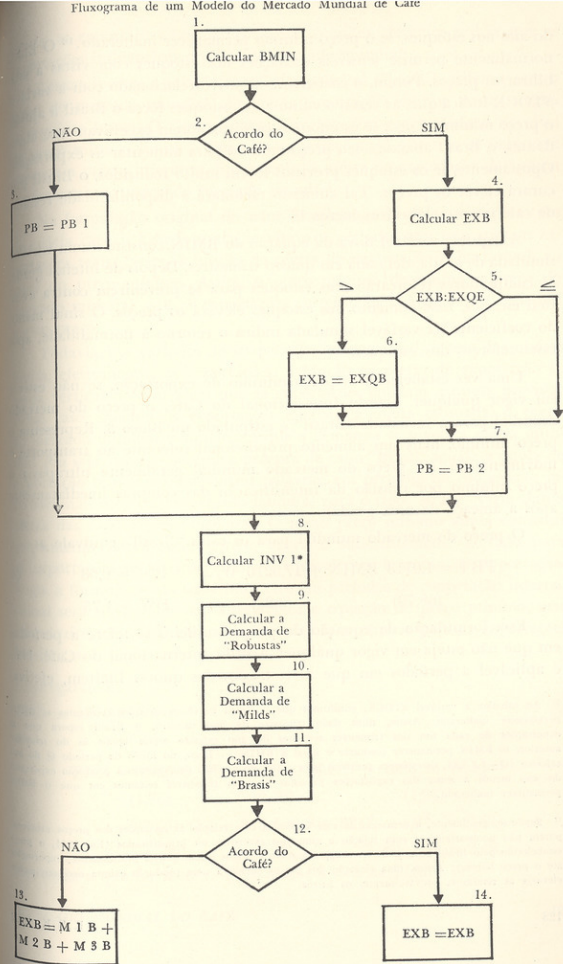 Fluxograma de um Modelo do Mercado Mundial de Café
1.
Calcular BMIN
2.
Acordo do
Café?
NÃO
SIM
3.
PB = PB 1
4.
Calcular EXB
5.
EXB:EXQE
>
≤
6.
EXB = EXQB
7.
PB = PB 2
8.
Calcular INV 1*
9.
Calcular a
Demanda de
"Robustas"
10.
Calcular a
Demanda de
"Milds"
11.
Calcular a
Demanda de
"Brasis"
12.
Acordo do
Café?
NÃO
SIM
13.
EXB = M 1 B +
M 2 B + M 3 B
14.
EXB =EXB